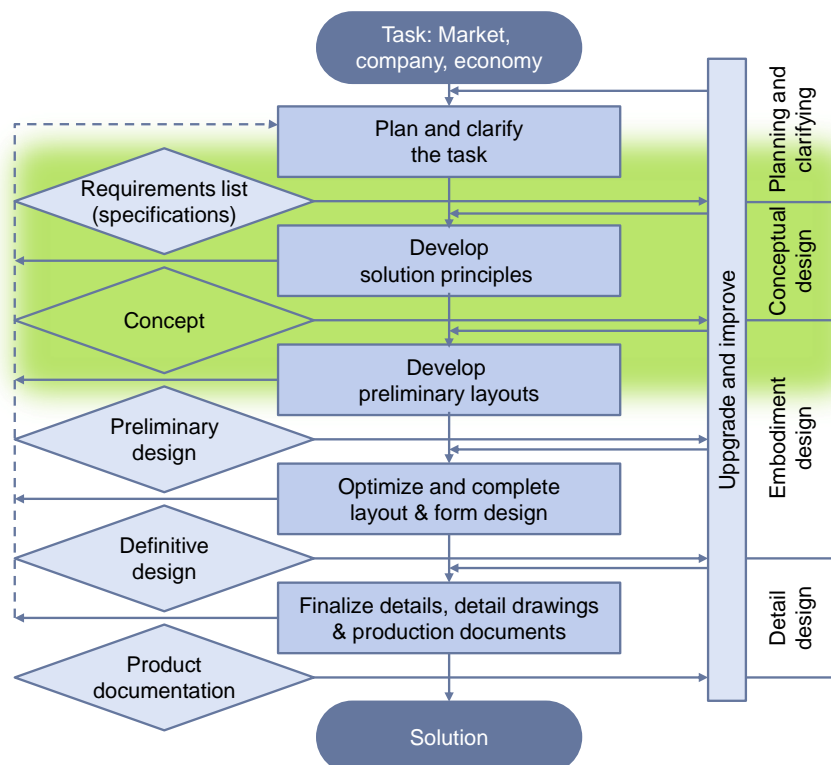 Task: Market,
company, economy
Plan and clarify
the task
Planning and
clarifying
Requirements list
(specifications)
Develop
solution principles
Conceptual
design
Concept
Uppgrade and improve
Develop
preliminary layouts
Preliminary
design
Embodiment
design
Optimize and complete
layout & form design
Definitive
design
Finalize details, detail drawings
& production documents
Detail
design
Product
documentation
Solution